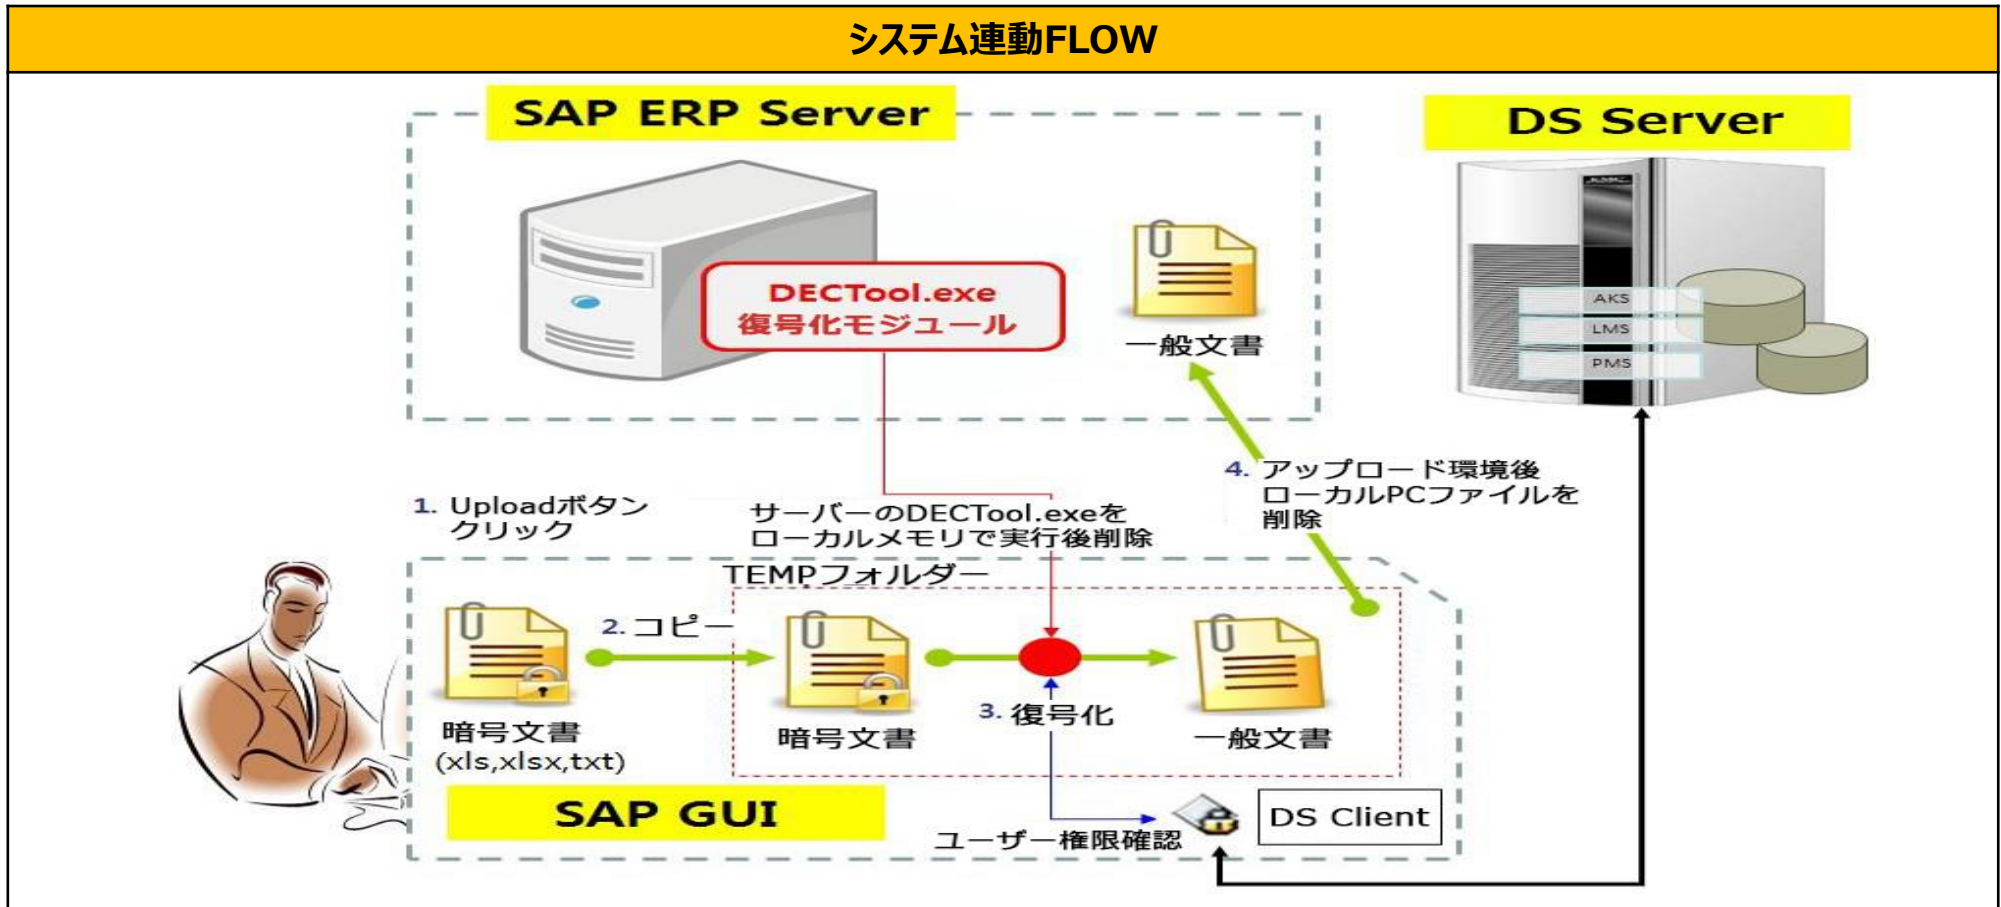 システム連動FLOW
SAP ERP Server
DS Server
DECTool.exe
復号化モジュール
一般文書
AKS
LMS
PMS
1. Uploadボタン
クリック
サーバーのDECTool.exeを
ローカルメモリで実行後削除
4. アップロード環境後
ローカルPCファイルを
削除
TEMPフォルダー
2. コピー
3. 復号化
暗号文書
(xls,xlsx,txt)
暗号文書
一般文書
SAP GUI
ユーザー権限確認
DS Client